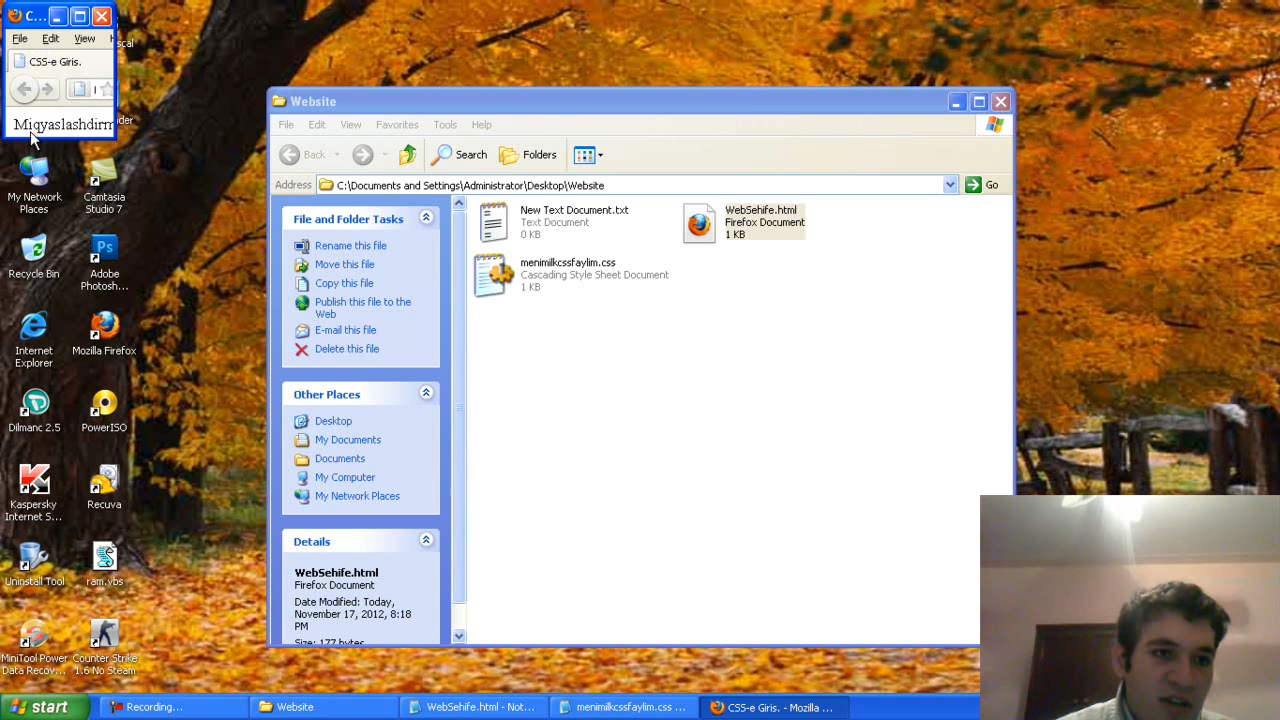 C...
File Edit View
CSS-e Giris.
Miqyaslashdirm
My Network
Places
Camtasia
Studio 7
Recycle Bin
Adobe
Photosh...
Internet
Explorer
Mozilla Firefox
Dilmanc 2.5
PowerISO
Kaspersky
Internet S...
Recuva
Uninstall Tool
ram.vbs
MiniTool Power
Data Recov...
Counter Strike
1.6 No Steam
Website
File Edit View Favorites Tools Help
Back Search Folders
Address C:\Documents and Settings\Administrator\Desktop\Website Go
File and Folder Tasks
Rename this file
Move this file
Copy this file
Publish this file to the
Web
E-mail this file
Delete this file
Other Places
Desktop
My Documents
Documents
My Computer
My Network Places
Details
WebSehife.html
Firefox Document
Date Modified: Today,
November 17, 2012, 8:18
PM
Size: 177 bytes
New Text Document.txt
Text Document
0 KB
WebSehife.html
Firefox Document
1 KB
menimilkcssfaylim.css
Cascading Style Sheet Document
1 KB
start Recording... Website WebSehife.html - Not... menimilkcssfaylim.css ... CSS-e Giris. - Mozilla ...